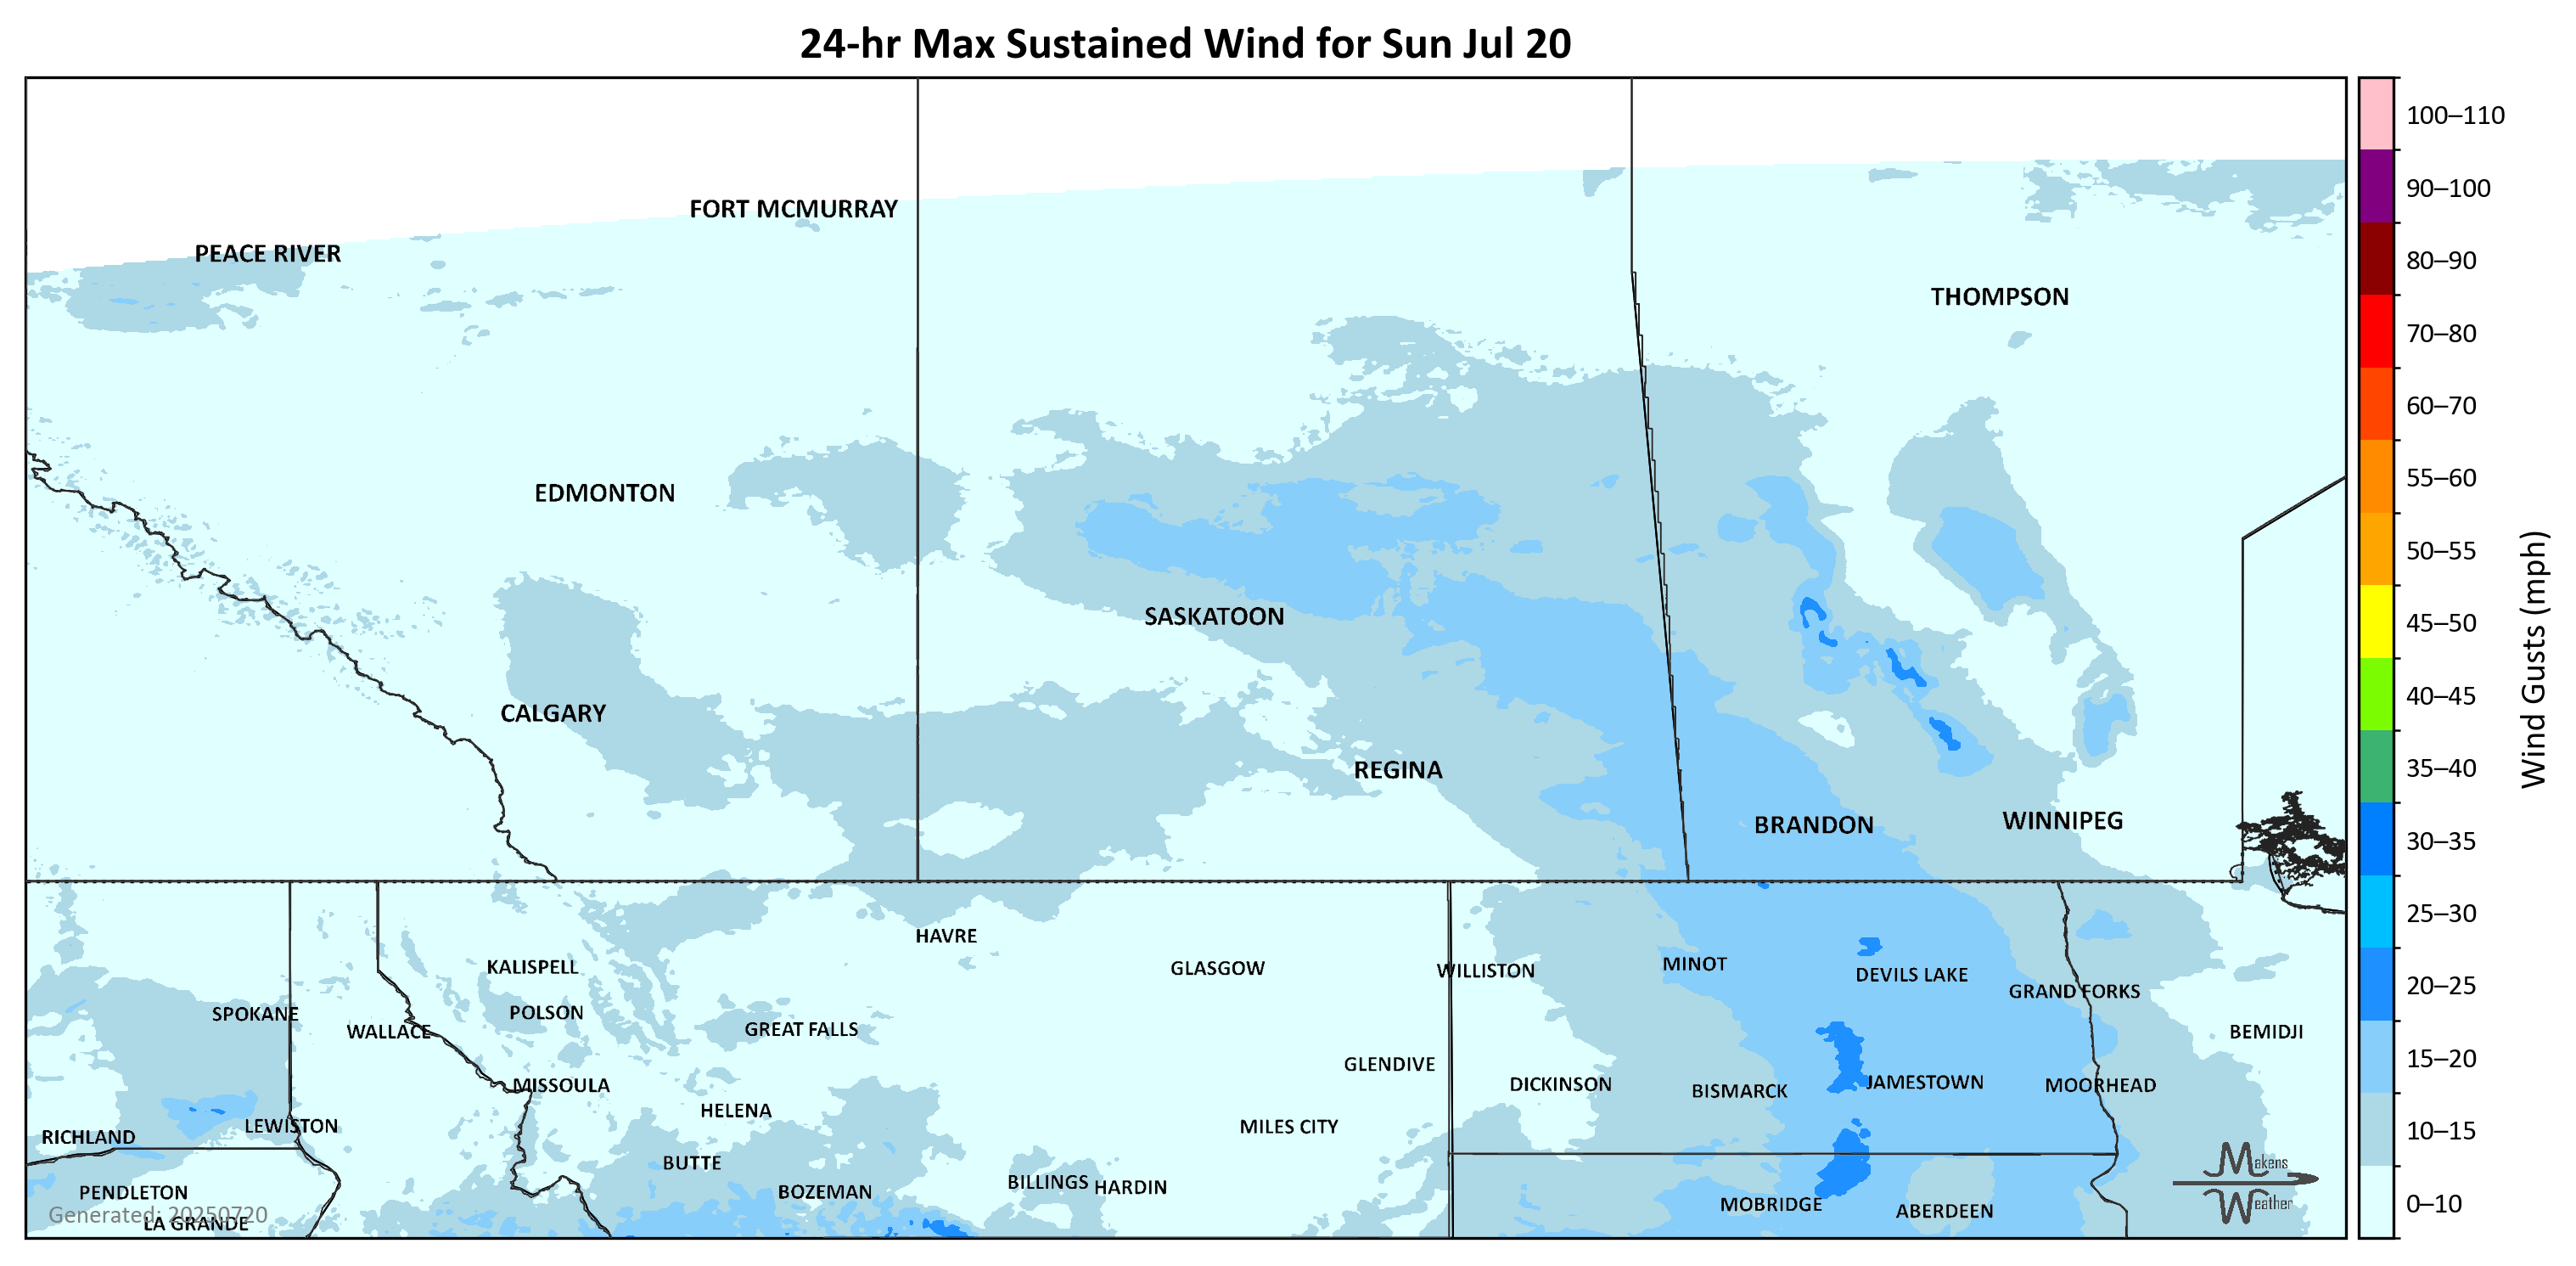 24-hr Max Sustained Wind for Sun Jul 20
FORT MCMURRAY
PEACE RIVER
THOMPSON
EDMONTON
SASKATOON
CALGARY
REGINA
BRANDON
WINNIPEG
HAVRE
KALISPELL
GLASGOW
WILLISTON
MINOT
DEVILS LAKE
GRAND FORKS
SPOKANE
POLSON
WALLACE
GREAT FALLS
BEMIDJI
GLENDIVE
MISSOULA
DICKINSON
BISMARCK
JAMESTOWN
MOORHEAD
HELENA
LEWISTON
MILES CITY
RICHLAND
BUTTE
BILLINGS
HARDIN
PENDLETON
BOZEMAN
MOBRIDGE
ABERDEEN
Generated: 20250720
LA GRANDE
Makens
Weather
100–110
90–100
80–90
70–80
60–70
55–60
50–55
45–50
40–45
35–40
30–35
25–30
20–25
15–20
10–15
0–10
Wind Gusts (mph)